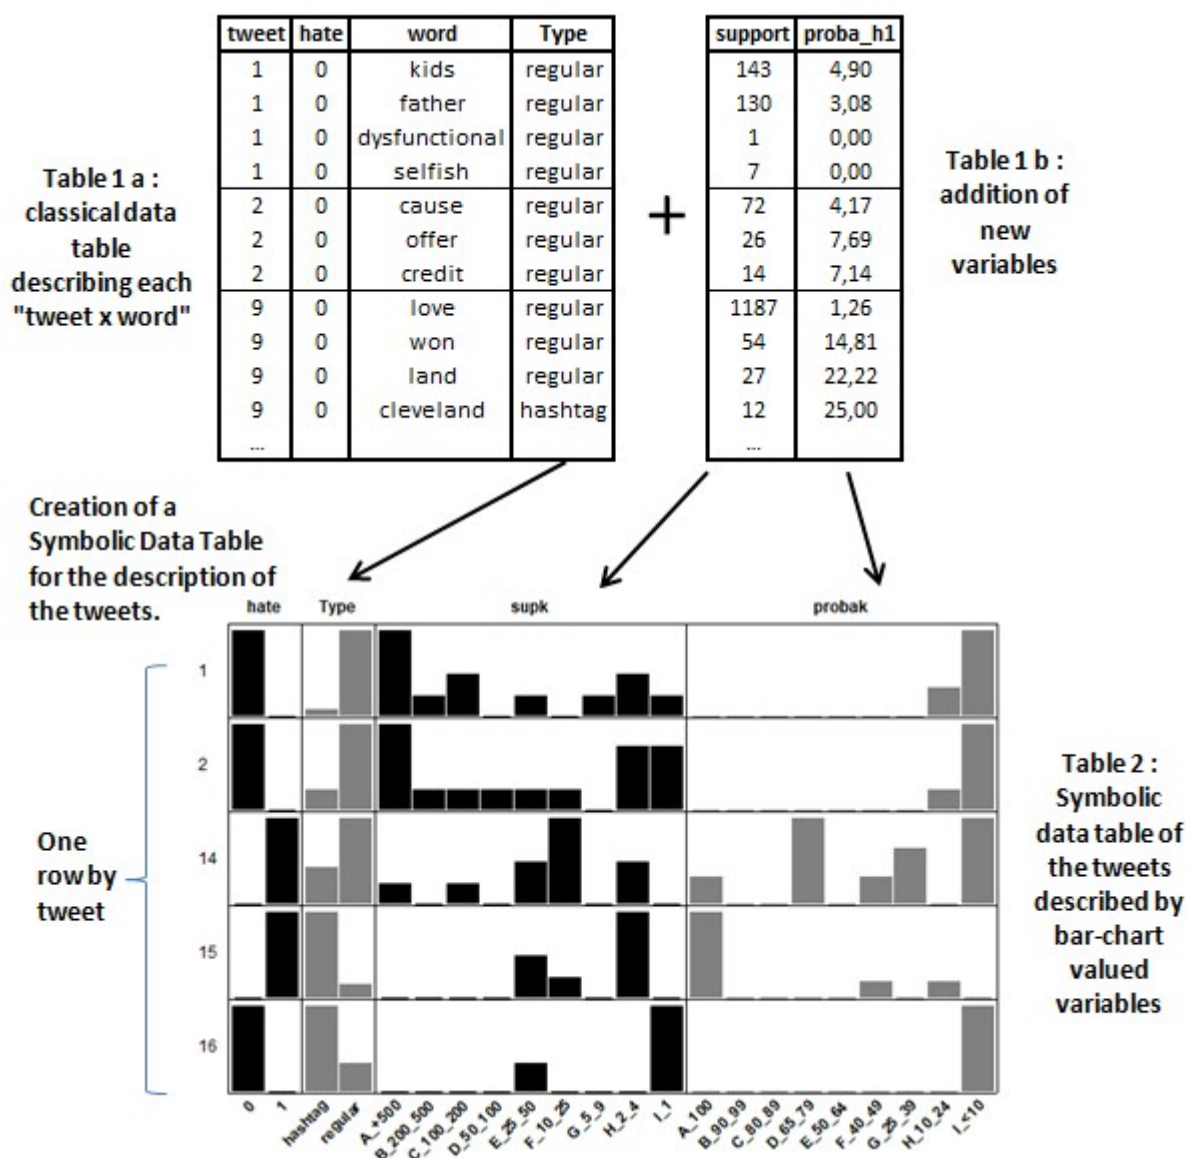 tweet hate word Type support proba_h1
1 0 kids regular 143 4,90
1 0 father regular 130 3,08
1 0 dysfunctional regular 1 0,00
1 0 selfish regular 7 0,00
2 0 cause regular 72 4,17
2 0 offer regular 26 7,69
2 0 credit regular 14 7,14
9 0 love regular 1187 1,26
9 0 won regular 54 14,81
9 0 land regular 27 22,22
9 0 cleveland hashtag 12 25,00
... ...
Table 1 a :
classical data
table
describing each
"tweet x word"
+
Table 1 b :
addition of
new
variables
Creation of a
Symbolic Data Table
for the description of
the tweets.
hate Type supk probak
1
2
14
15
16
One
row by
tweet
Table 2 :
Symbolic
data table of
the tweets
described by
bar-chart
valued
variables
0 1 hashtag regular A_+500 B_200_500 C_100_200 D_50_100 E_25_50 F_10_25 G_5_9 H_2_4 I_1 A_100 B_90_99 C_80_89 D_65_79 E_50_64 F_40_49 G_25_39 H_10_24 I_<10